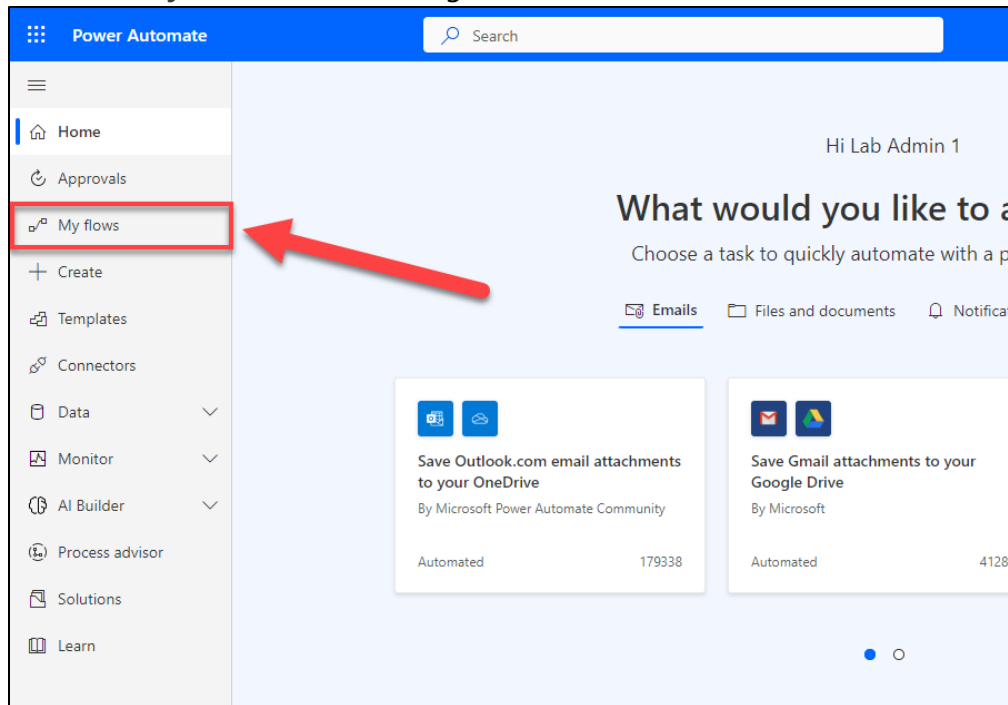 Power Automate
Search
Home
Approvals
My flows
Create
Templates
Connectors
Data
Monitor
AI Builder
Process advisor
Solutions
Learn
Hi Lab Admin 1
What would you like to a
Choose a task to quickly automate with a p
Emails
Files and documents
Notifica
Save Outlook.com email attachments
to your OneDrive
By Microsoft Power Automate Community
Automated
179338
Save Gmail attachments to your
Google Drive
By Microsoft
Automated
4128